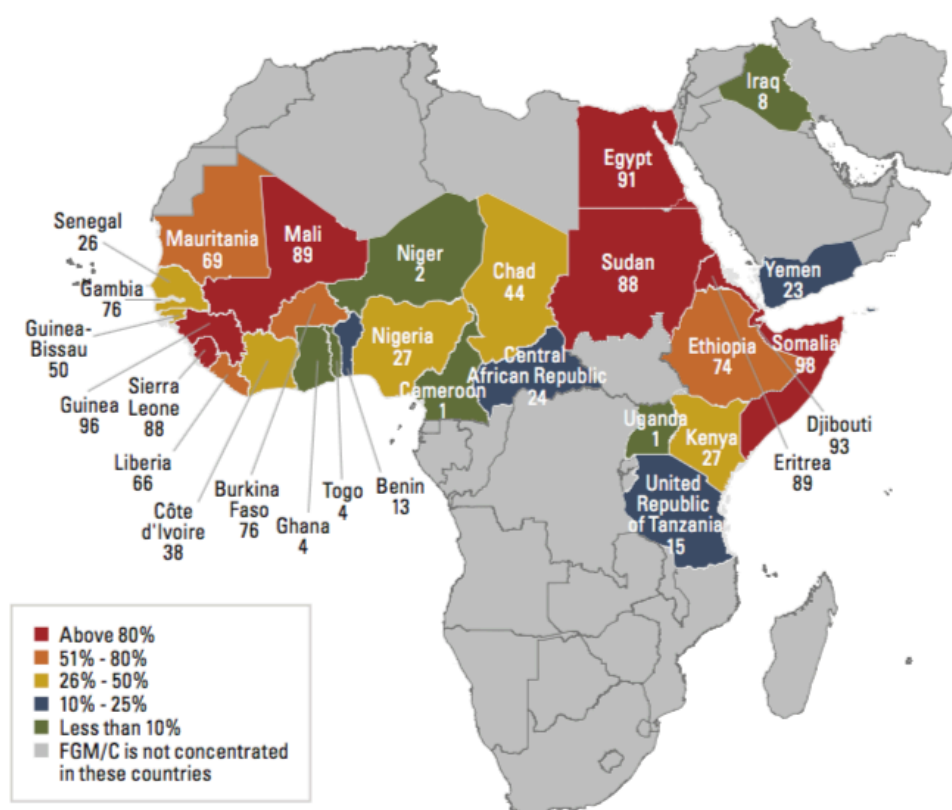 Iraq
8
Egypt
91
Senegal
26
Mauritania
69
Mali
89
Niger
2
Chad
44
Sudan
88
Yemen
23
Gambia
76
Guinea-
Bissau
50
Nigeria
27
Ethiopia
74
Somalia
98
Central
African Republic
24
Cameroon
1
Guinea
96
Sierra
Leone
88
Uganda
1
Kenya
27
Djibouti
93
Eritrea
89
Liberia
66
Côte
d'Ivoire
38
Burkina
Faso
76
Ghana
4
Togo
4
Benin
13
United
Republic
of Tanzania
15
Above 80%
51% - 80%
26% - 50%
10% - 25%
Less than 10%
FGM/C is not concentrated
in these countries